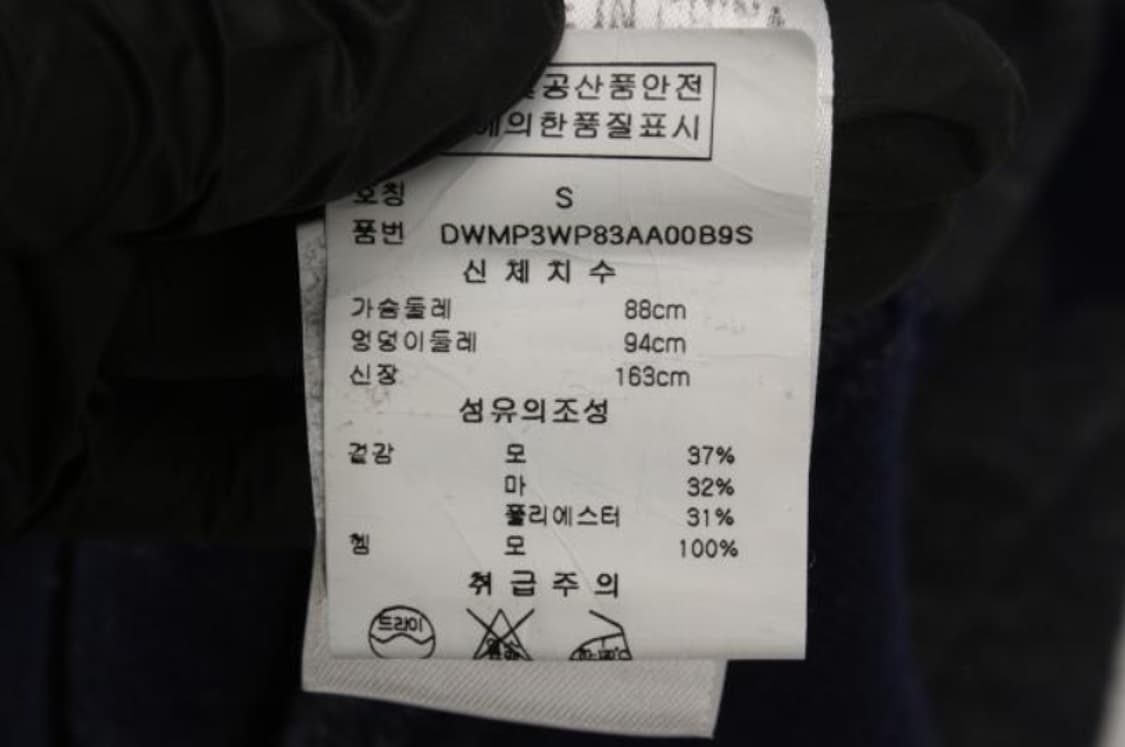 공산품안전
에의한품질표시
호칭 S
품번 DWMP3WP83AA00B9S
신체치수
가슴둘레 88cm
엉덩이둘레 94cm
신장 163cm
섬유의조성
겉감 모 37%
마 32%
폴리에스터 31%
헴 모 100%
취급주의
드라이